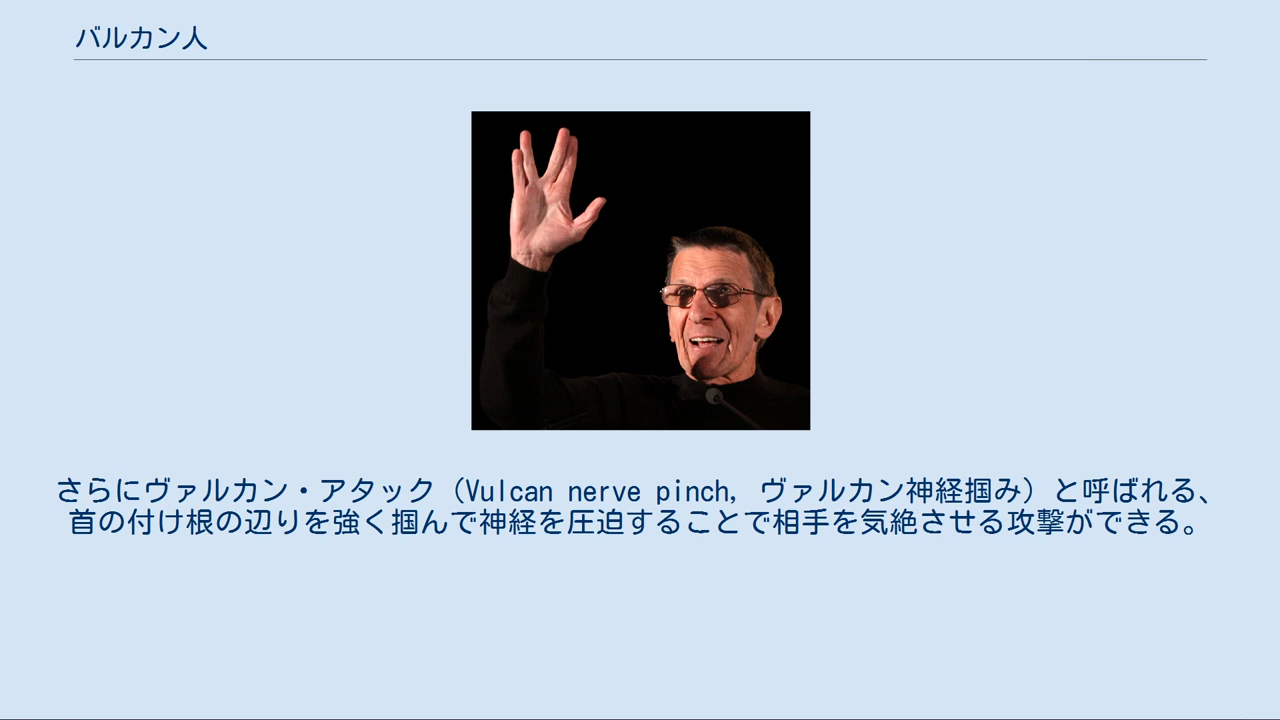 バルカン人
さらにヴァルカン・アタック（Vulcan nerve pinch, ヴァルカン神経掴み）と呼ばれる、
首の付け根の辺りを強く掴んで神経を圧迫することで相手を気絶させる攻撃ができる。